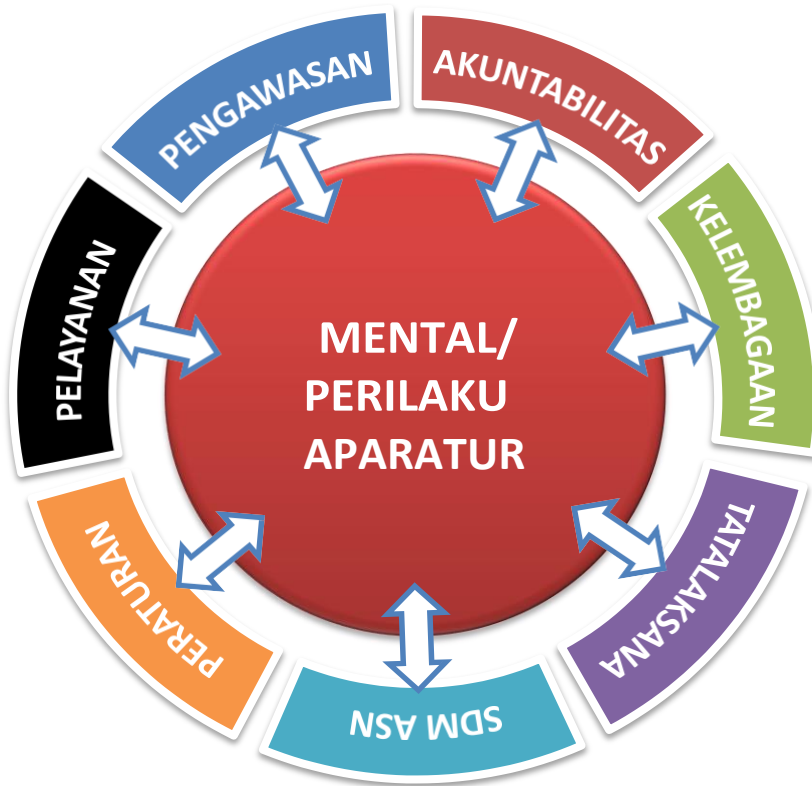 PENGAWASAN
AKUNTABILITAS
KELEMBAGAAN
TATALAKSANA
SDM ASN
PERATURAN
PELAYANAN
MENTAL/
PERILAKU
APARATUR